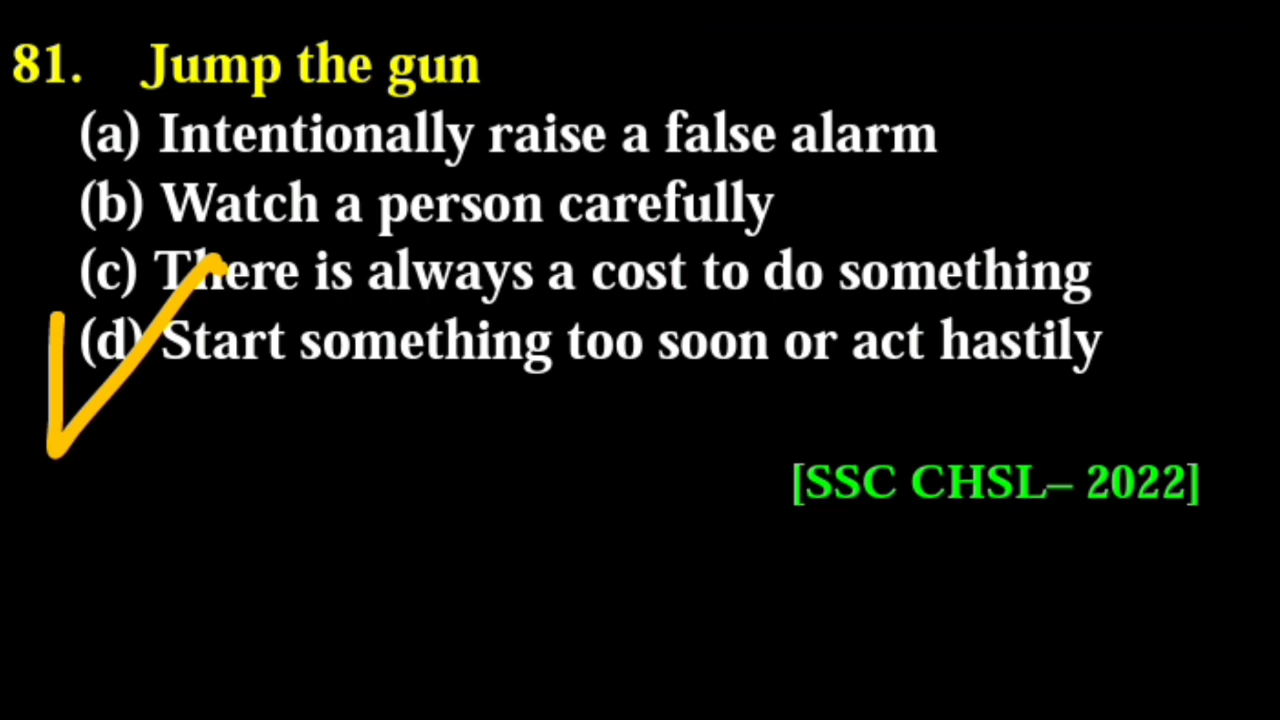 81. Jump the gun
(a) Intentionally raise a false alarm
(b) Watch a person carefully
(c) There is always a cost to do something
(d) Start something too soon or act hastily
[SSC CHSL– 2022]